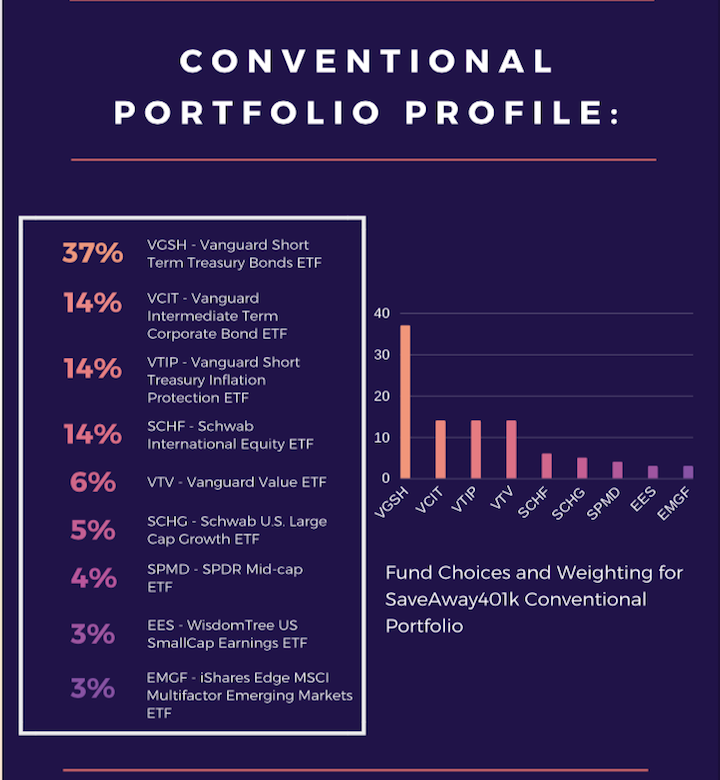 CONVENTIONAL
PORTFOLIO PROFILE:
37%
VGSH - Vanguard Short
Term Treasury Bonds ETF
14%
VCIT - Vanguard
Intermediate Term
Corporate Bond ETF
14%
VTIP - Vanguard Short
Treasury Inflation
Protection ETF
14%
SCHF - Schwab
International Equity ETF
6%
VTV - Vanguard Value ETF
5%
SCHG - Schwab U.S. Large
Cap Growth ETF
4%
SPMD - SPDR Mid-cap
ETF
3%
EES - WisdomTree US
SmallCap Earnings ETF
3%
EMGF - iShares Edge MSCI
Multifactor Emerging Markets
ETF
40
30
20
10
0
VGSH
VCIT
VTIP
VTV
SCHF
SCHG
SPMD
EES
EMGF
Fund Choices and Weighting for
SaveAway401k Conventional
Portfolio